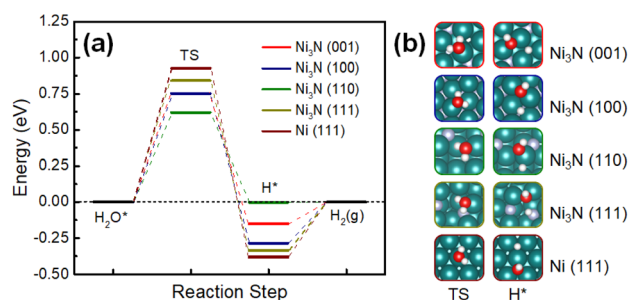 (a)
1.25
1.00
0.75
0.50
0.25
0.00
-0.25
-0.50
Energy (eV)
TS
Ni₃N (001)
Ni₃N (100)
Ni₃N (110)
Ni₃N (111)
Ni (111)
H₂O*
H*
H₂(g)
Reaction Step
(b)
Ni₃N (001)
Ni₃N (100)
Ni₃N (110)
Ni₃N (111)
Ni (111)
TS H*